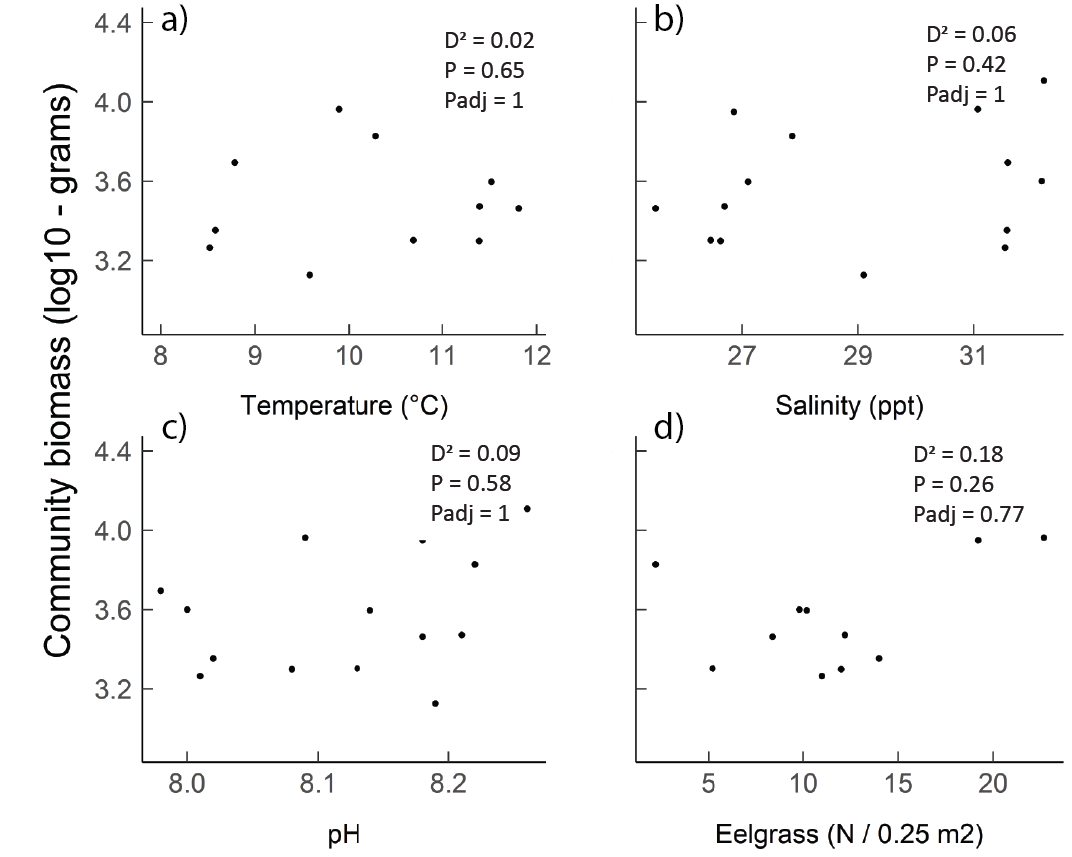 Community biomass (log10 - grams)
a)
D² = 0.02
P = 0.65
Padj = 1
4.4
4.0
3.6
3.2
8 9 10 11 12
Temperature (°C)
b)
D² = 0.06
P = 0.42
Padj = 1
27 29 31
Salinity (ppt)
c)
D² = 0.09
P = 0.58
Padj = 1
4.4
4.0
3.6
3.2
8.0 8.1 8.2
pH
d)
D² = 0.18
P = 0.26
Padj = 0.77
5 10 15 20
Eelgrass (N / 0.25 m2)